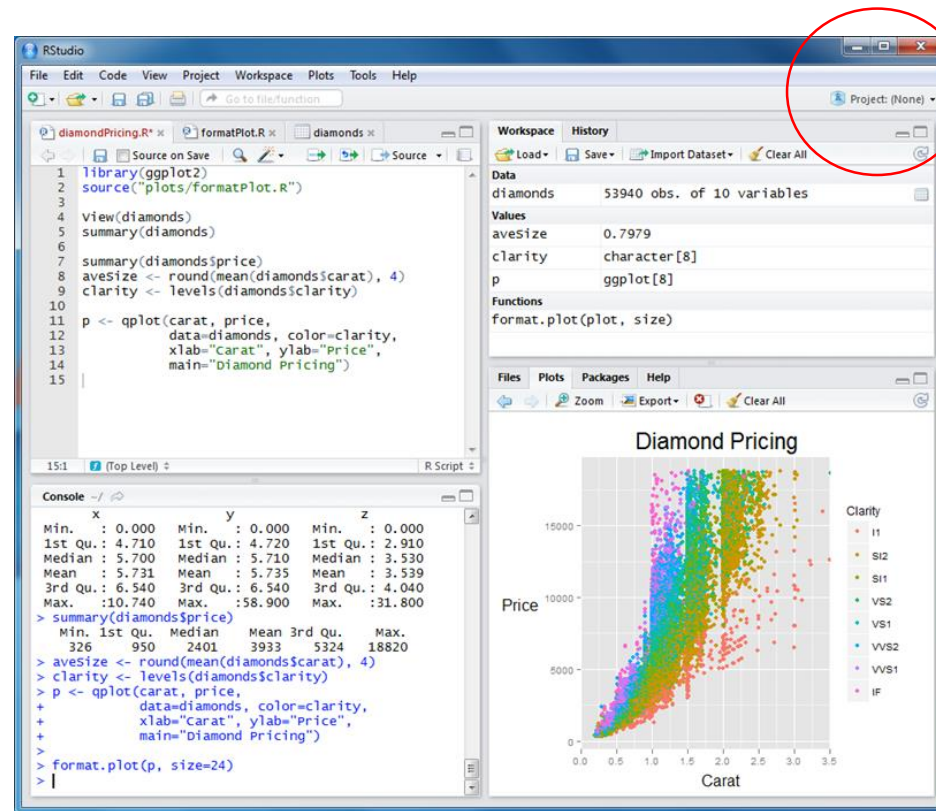 RStudio
File Edit Code View Project Workspace Plots Tools Help
Go to file/function
Project: (None)
diamondPricing.R* formatPlot.R diamonds
Source on Save Source
1 library(ggplot2)
2 source("plots/formatPlot.R")
3
4 View(diamonds)
5 summary(diamonds)
6
7 summary(diamonds$price)
8 aveSize <- round(mean(diamonds$carat), 4)
9 clarity <- levels(diamonds$clarity)
10
11 p <- qplot(carat, price,
12 data=diamonds, color=clarity,
13 xlab="Carat", ylab="Price",
14 main="Diamond Pricing")
15
15:1 (Top Level) R Script
Console ~/
x y z
Min. : 0.000 Min. : 0.000 Min. : 0.000
1st Qu.: 4.710 1st Qu.: 4.720 1st Qu.: 2.910
Median : 5.700 Median : 5.710 Median : 3.530
Mean : 5.731 Mean : 5.735 Mean : 3.539
3rd Qu.: 6.540 3rd Qu.: 6.540 3rd Qu.: 4.040
Max. :10.740 Max. :58.900 Max. :31.800
> summary(diamonds$price)
Min. 1st Qu. Median Mean 3rd Qu. Max.
326 950 2401 3933 5324 18820
> aveSize <- round(mean(diamonds$carat), 4)
> clarity <- levels(diamonds$clarity)
> p <- qplot(carat, price,
+ data=diamonds, color=clarity,
+ xlab="Carat", ylab="Price",
+ main="Diamond Pricing")
>
> format.plot(p, size=24)
>
Workspace History
Load Save Import Dataset Clear All
Data
diamonds 53940 obs. of 10 variables
Values
aveSize 0.7979
clarity character[8]
p ggplot[8]
Functions
format.plot(plot, size)
Files Plots Packages Help
Zoom Export Clear All
Diamond Pricing
Price
15000
10000
5000
0
0.0 0.5 1.0 1.5 2.0 2.5 3.0 3.5
Carat
Clarity
I1
SI2
SI1
VS2
VS1
VVS2
VVS1
IF